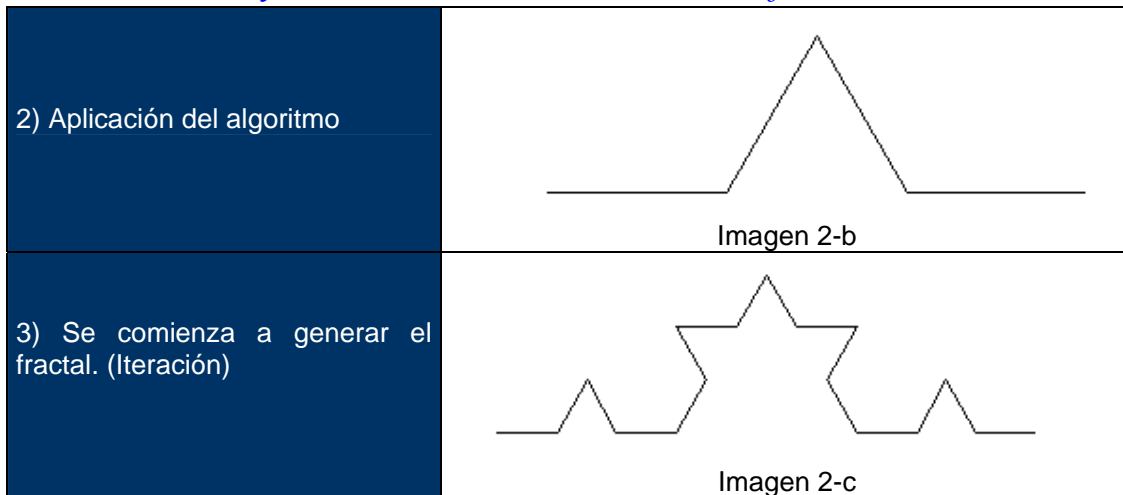 2) Aplicación del algoritmo
Imagen 2-b
3) Se comienza a generar el
fractal. (Iteración)
Imagen 2-c